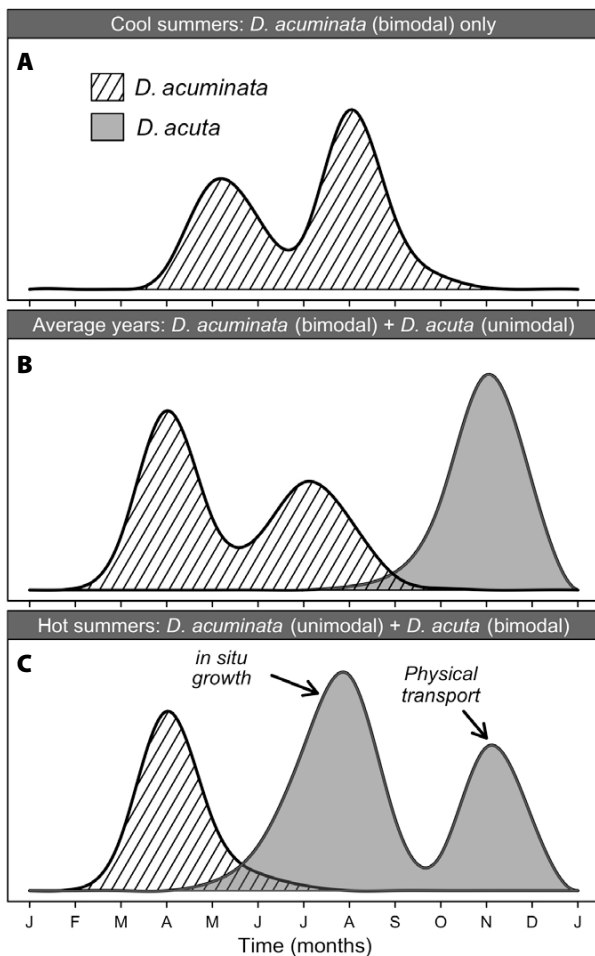 Cool summers: D. acuminata (bimodal) only
A
D. acuminata
D. acuta
J F M A M J J A S O N D J
Average years: D. acuminata (bimodal) + D. acuta (unimodal)
B
J F M A M J J A S O N D J
Hot summers: D. acuminata (unimodal) + D. acuta (bimodal)
C
in situ
growth
Physical
transport
J F M A M J J A S O N D J
Time (months)